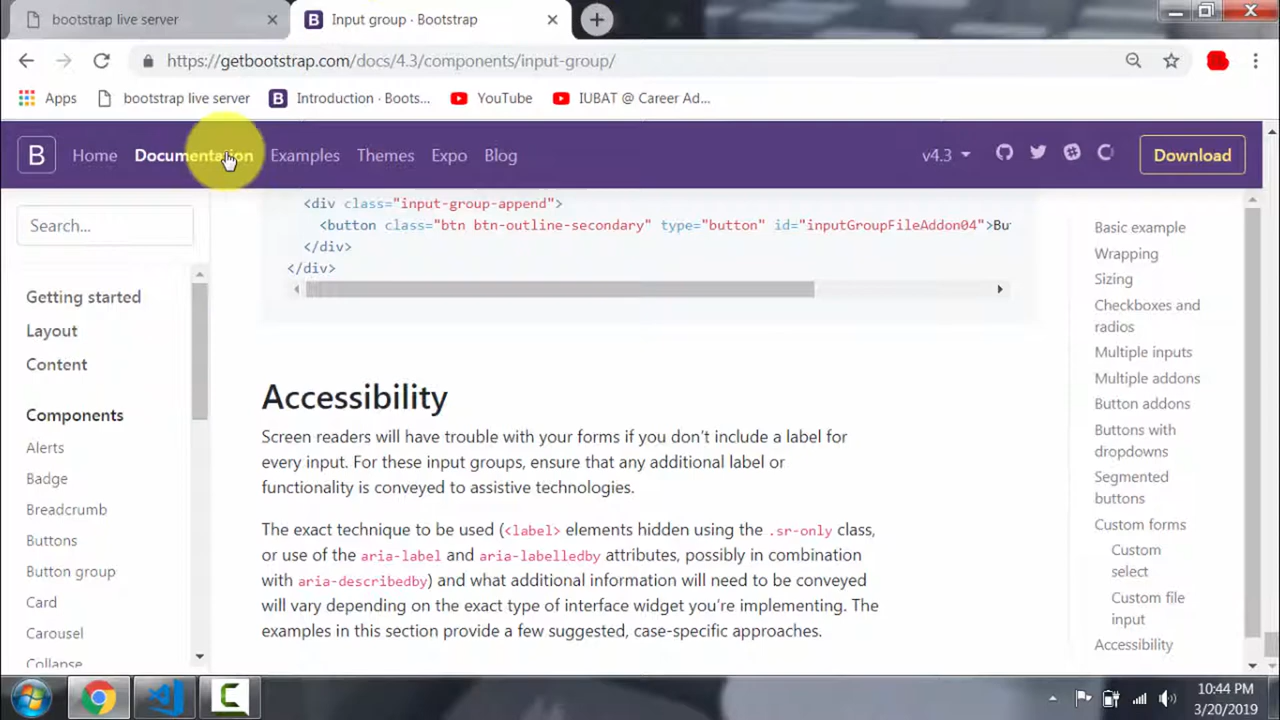 bootstrap live server
Input group · Bootstrap
https://getbootstrap.com/docs/4.3/components/input-group/
Apps
bootstrap live server
Introduction · Boots...
YouTube
IUBAT @ Career Ad...
B
Home
Documentation
Examples
Themes
Expo
Blog
v4.3
Download
Search...
Getting started
Layout
Content
Components
Alerts
Badge
Breadcrumb
Buttons
Button group
Card
Carousel
Collapse
<div class="input-group-append">
<button class="btn btn-outline-secondary" type="button" id="inputGroupFileAddon04">Bu
</div>
</div>
Accessibility
Screen readers will have trouble with your forms if you don’t include a label for
every input. For these input groups, ensure that any additional label or
functionality is conveyed to assistive technologies.
The exact technique to be used (<label> elements hidden using the .sr-only class,
or use of the aria-label and aria-labelledby attributes, possibly in combination
with aria-describedby) and what additional information will need to be conveyed
will vary depending on the exact type of interface widget you’re implementing. The
examples in this section provide a few suggested, case-specific approaches.
Basic example
Wrapping
Sizing
Checkboxes and
radios
Multiple inputs
Multiple addons
Button addons
Buttons with
dropdowns
Segmented
buttons
Custom forms
Custom
select
Custom file
input
Accessibility
10:44 PM
3/20/2019